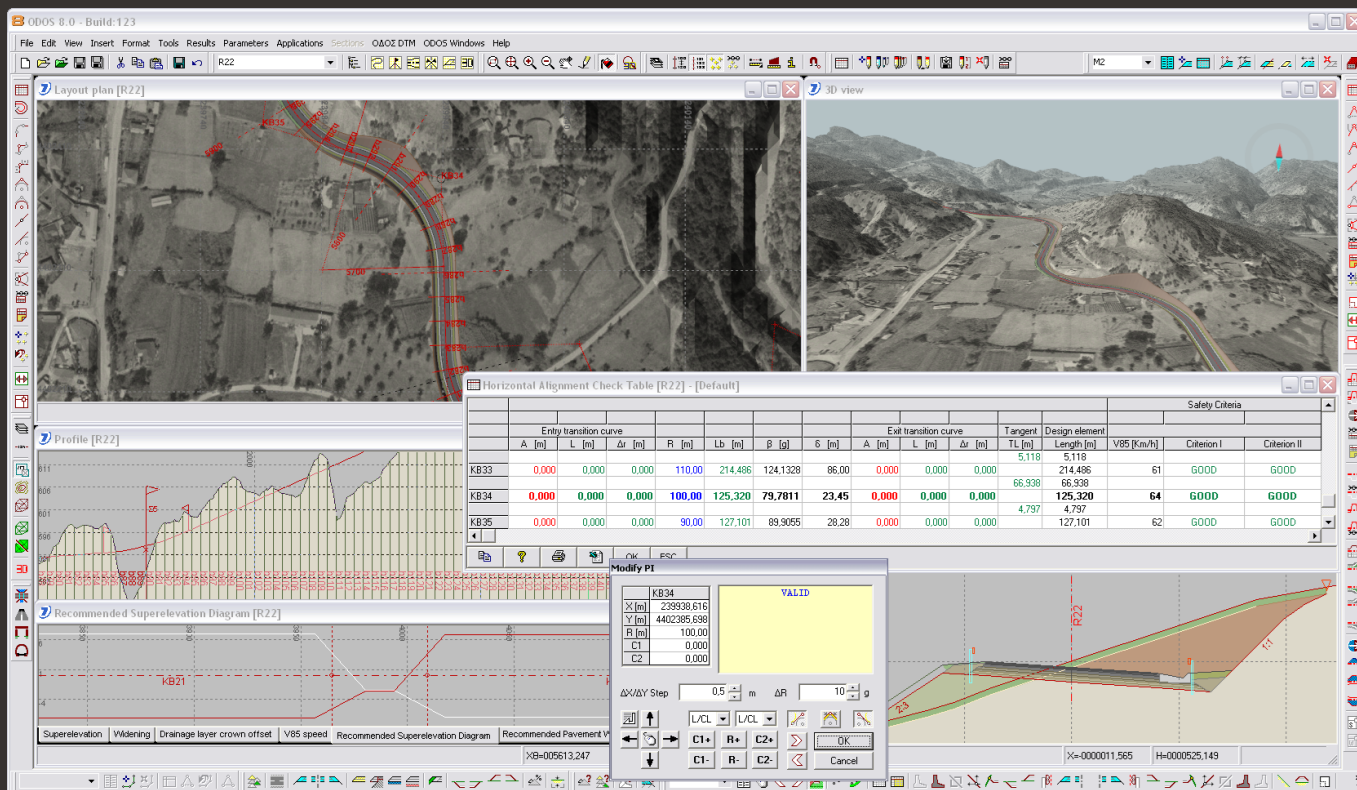 ODOS 8.0 - Build:123
File Edit View Insert Format Tools Results Parameters Applications Sections ΟΔΟΣ DTM ODOS Windows Help
R22
M2
Layout plan [R22]
3D view
KB35
5900
5800
5700
Horizontal Alignment Check Table [R22] - [Default]
Safety Criteria
Entry transition curve Exit transition curve Tangent Design element
A [m] L [m] Δr [m] R [m] Lb [m] β [g] δ [m] A [m] L [m] Δr [m] TL [m] Length [m] V85 [Km/h] Criterion I Criterion II
5,118 5,118
KB33 0,000 0,000 0,000 110,00 214,486 124,1328 86,00 0,000 0,000 0,000 214,486 61 GOOD GOOD
66,938 66,938
KB34 0,000 0,000 0,000 100,00 125,320 79,7811 23,45 0,000 0,000 0,000 125,320 64 GOOD GOOD
4,797 4,797
KB35 0,000 0,000 0,000 90,00 127,101 89,9055 28,28 0,000 0,000 0,000 127,101 62 GOOD GOOD
OK ESC
Profile [R22]
611
606
601
596
Recommended Superelevation Diagram [R22]
KB21
Superelevation Widening Drainage layer crown offset V85 speed Recommended Superelevation Diagram Recommended Pavement W
XΘ=005613,247
Modify PI
KB34
X [m] 239938,616
Y [m] 4402385,698
R [m] 100,00
C1 0,000
C2 0,000
VALID
ΔX/ΔY Step 0,5 m ΔR 10 g
L/CL L/CL
C1+ R+ C2+ OK
C1- R- C2- Cancel
R22
1:1
2:3
X=-0000011,565 H=0000525,149